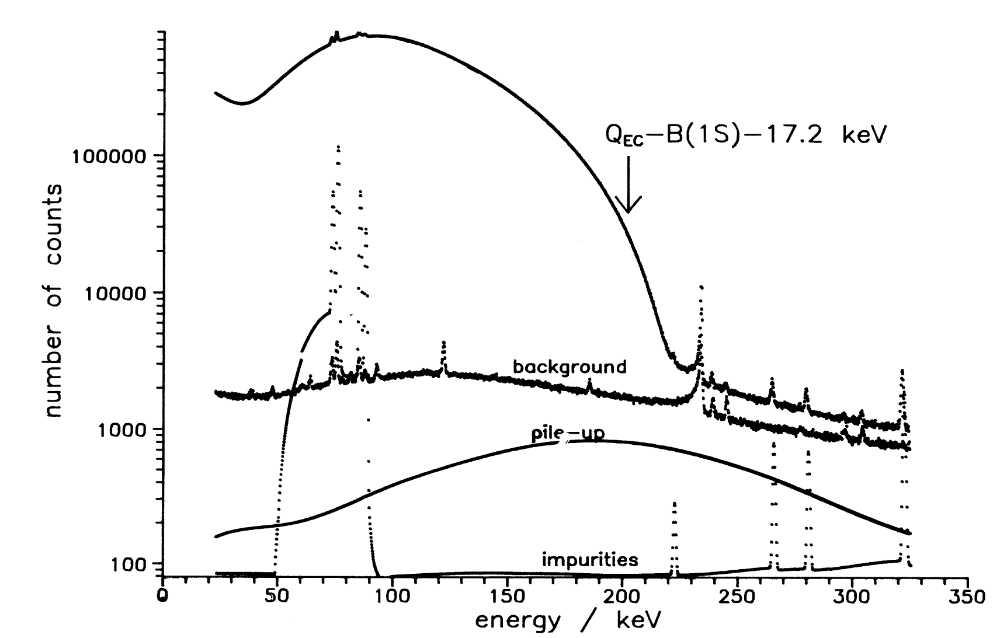 Q_EC−B(1S)−17.2 keV
100000
10000
1000
100
number of counts
background
pile−up
impurities
0 50 100 150 200 250 300 350
energy / keV